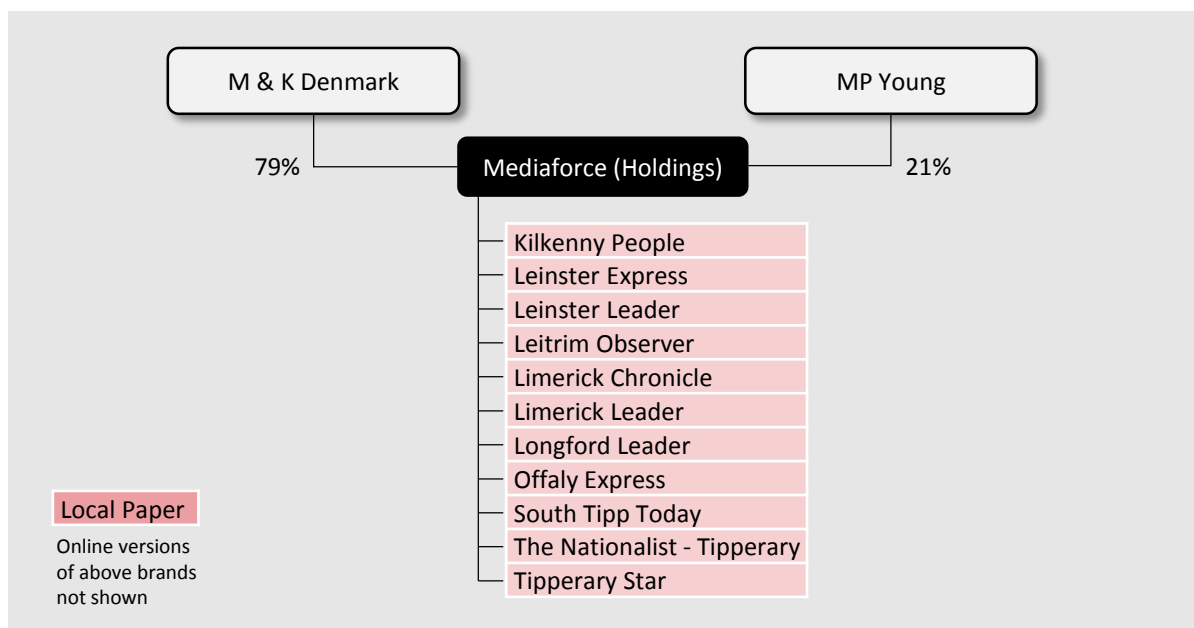 M & K Denmark
MP Young
79%
Mediaforce (Holdings)
21%
Kilkenny People
Leinster Express
Leinster Leader
Leitrim Observer
Limerick Chronicle
Limerick Leader
Longford Leader
Offaly Express
South Tipp Today
The Nationalist - Tipperary
Tipperary Star
Local Paper
Online versions
of above brands
not shown